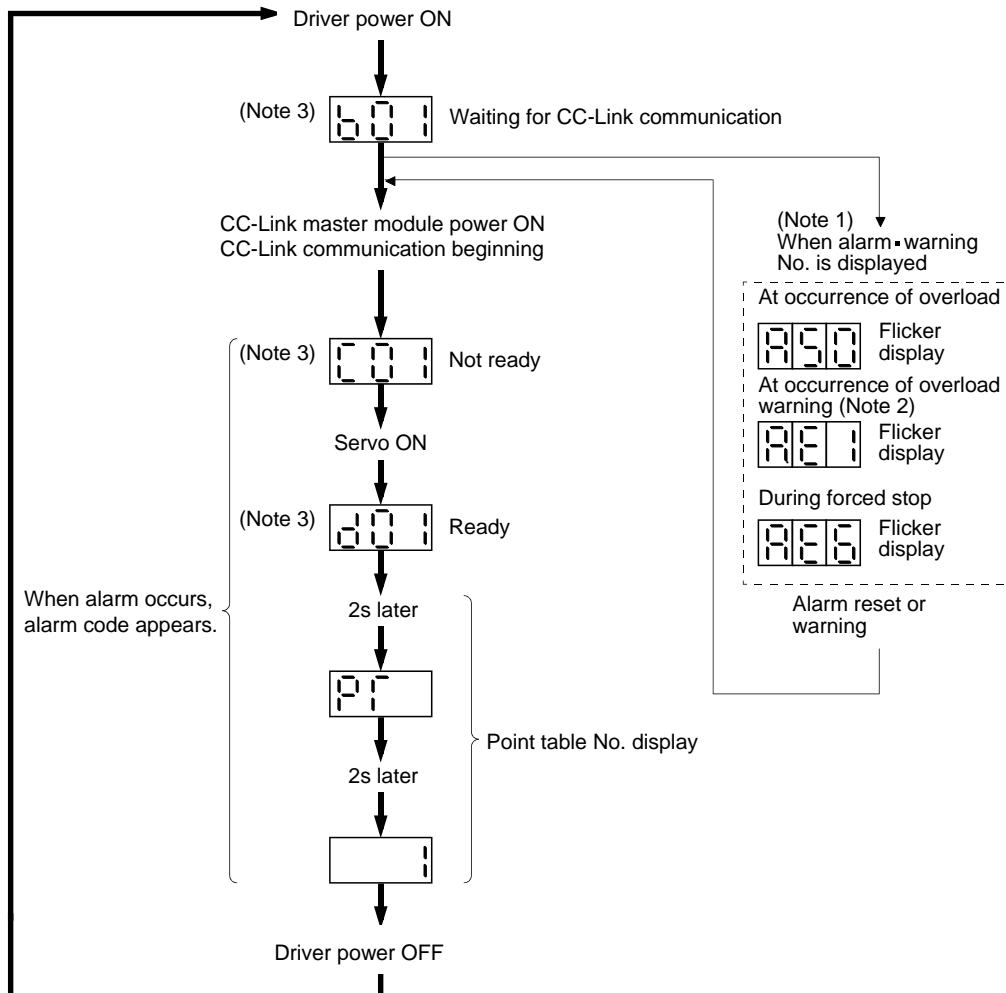 Driver power ON
(Note 3) b01 Waiting for CC-Link communication
CC-Link master module power ON
CC-Link communication beginning
(Note 3) C01 Not ready
Servo ON
(Note 3) d01 Ready
2s later
PT
2s later
1
Driver power OFF
When alarm occurs,
alarm code appears.
Point table No. display
(Note 1)
When alarm·warning
No. is displayed
At occurrence of overload
A50 Flicker
display
At occurrence of overload
warning (Note 2)
AE1 Flicker
display
During forced stop
AE6 Flicker
display
Alarm reset or
warning